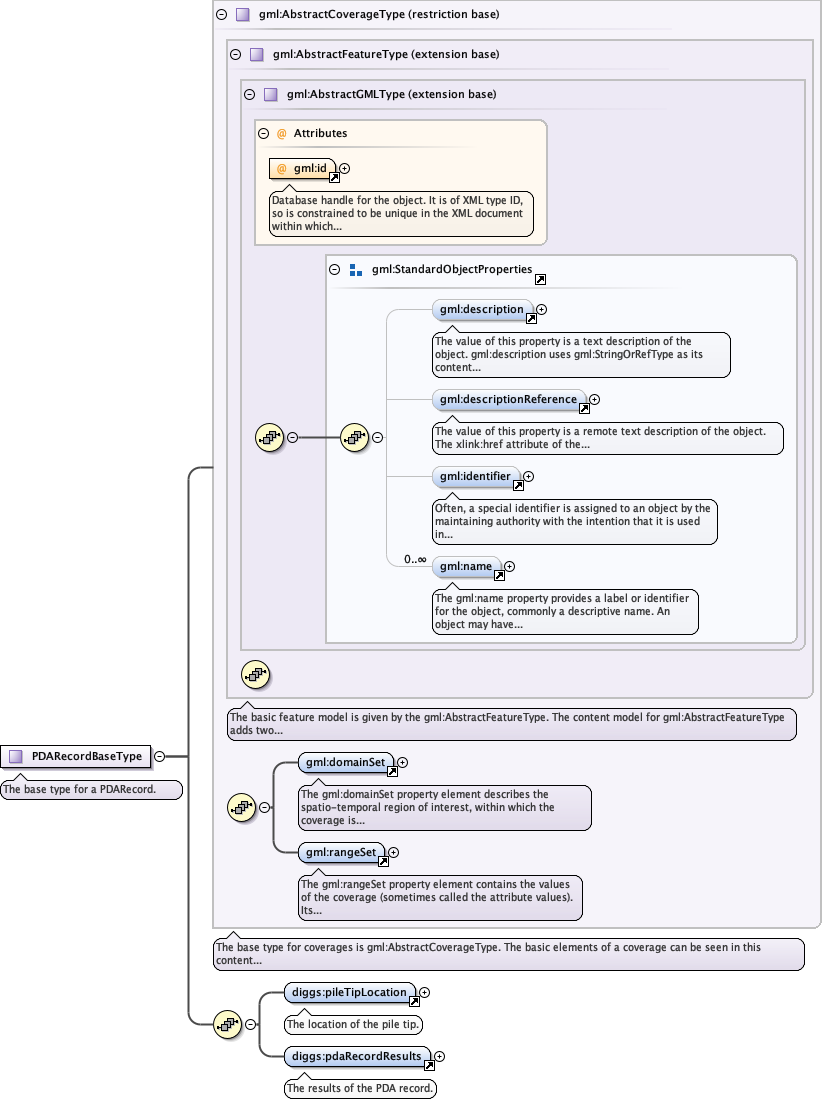 gml:AbstractCoverageType (restriction base)
gml:AbstractFeatureType (extension base)
gml:AbstractGMLType (extension base)
@ Attributes
@ gml:id
Database handle for the object. It is of XML type ID,
so is constrained to be unique in the XML document
within which...
gml:StandardObjectProperties
gml:description
The value of this property is a text description of the
object. gml:description uses gml:StringOrRefType as its
content...
gml:descriptionReference
The value of this property is a remote text description of the object.
The xlink:href attribute of the...
gml:identifier
Often, a special identifier is assigned to an object by the
maintaining authority with the intention that it is used
in...
0..∞
gml:name
The gml:name property provides a label or identifier
for the object, commonly a descriptive name. An
object may have...
The basic feature model is given by the gml:AbstractFeatureType. The content model for gml:AbstractFeatureType
adds two...
PDARecordBaseType
The base type for a PDARecord.
gml:domainSet
The gml:domainSet property element describes the
spatio-temporal region of interest, within which the
coverage is...
gml:rangeSet
The gml:rangeSet property element contains the values
of the coverage (sometimes called the attribute values).
Its...
The base type for coverages is gml:AbstractCoverageType. The basic elements of a coverage can be seen in this
content...
diggs:pileTipLocation
The location of the pile tip.
diggs:pdaRecordResults
The results of the PDA record.